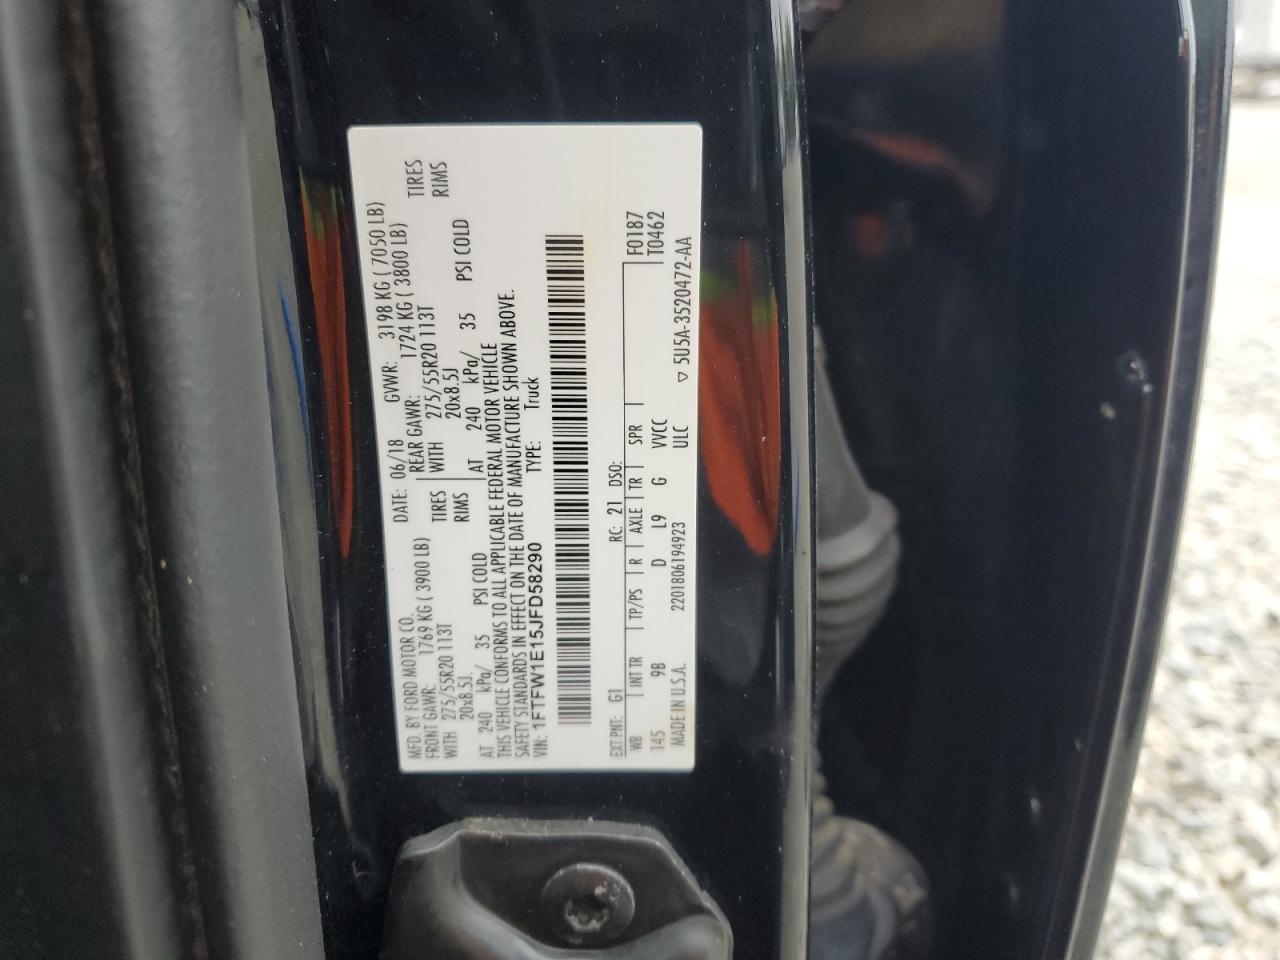 MFD. BY FORD MOTOR CO. DATE: 06/18 GVWR: 3198 KG ( 7050 LB)
FRONT GAWR: 1769 KG ( 3900 LB) REAR GAWR: 1724 KG ( 3800 LB)
WITH 275/55R20 113T TIRES WITH 275/55R20 113T TIRES
20x8.5J RIMS 20x8.5J RIMS
AT 240 kPa/ 35 PSI COLD AT 240 kPa/ 35 PSI COLD
THIS VEHICLE CONFORMS TO ALL APPLICABLE FEDERAL MOTOR VEHICLE
SAFETY STANDARDS IN EFFECT ON THE DATE OF MANUFACTURE SHOWN ABOVE.
VIN: 1FTFW1E15JFD58290 TYPE: Truck
EXT PNT: G1 RC: 21 DSO: F0187
WB INT TR TP/PS R AXLE TR SPR T0462
145 9B D L9 G VVCC
MADE IN U.S.A. 2201806194923 ULC ▽ 5U5A-3520472-AA